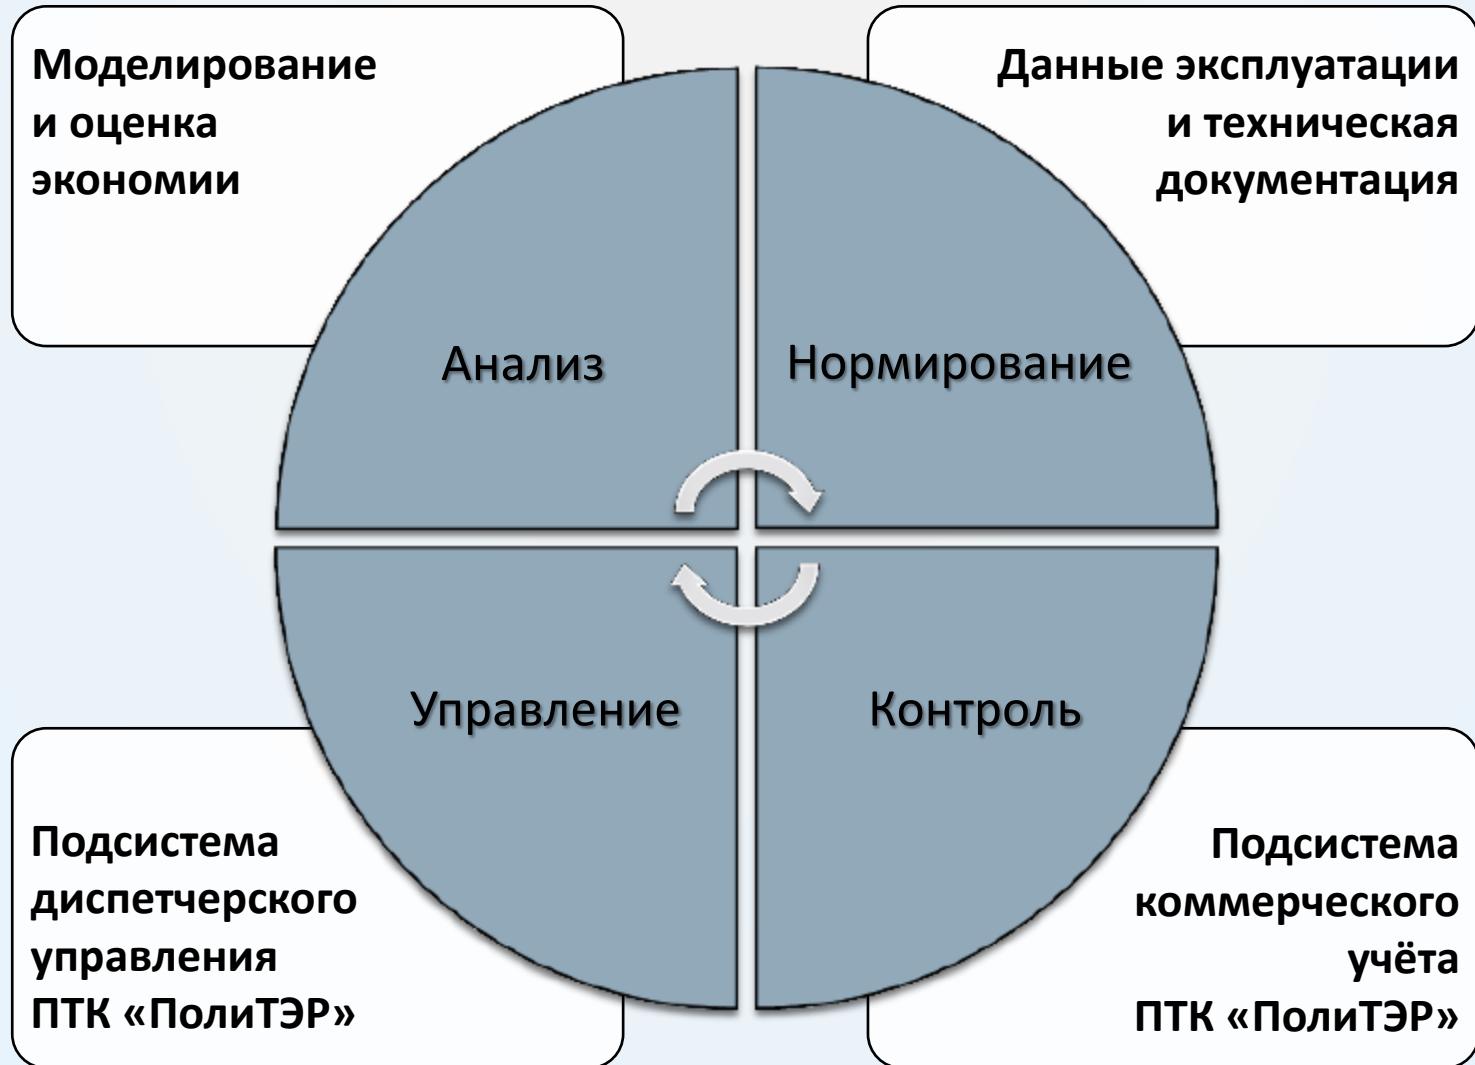 Моделирование
и оценка
экономии
Данные эксплуатации
и техническая
документация
Анализ
Нормирование
Управление
Контроль
Подсистема
диспетчерского
управления
ПТК «ПолиТЭР»
Подсистема
коммерческого
учёта
ПТК «ПолиТЭР»